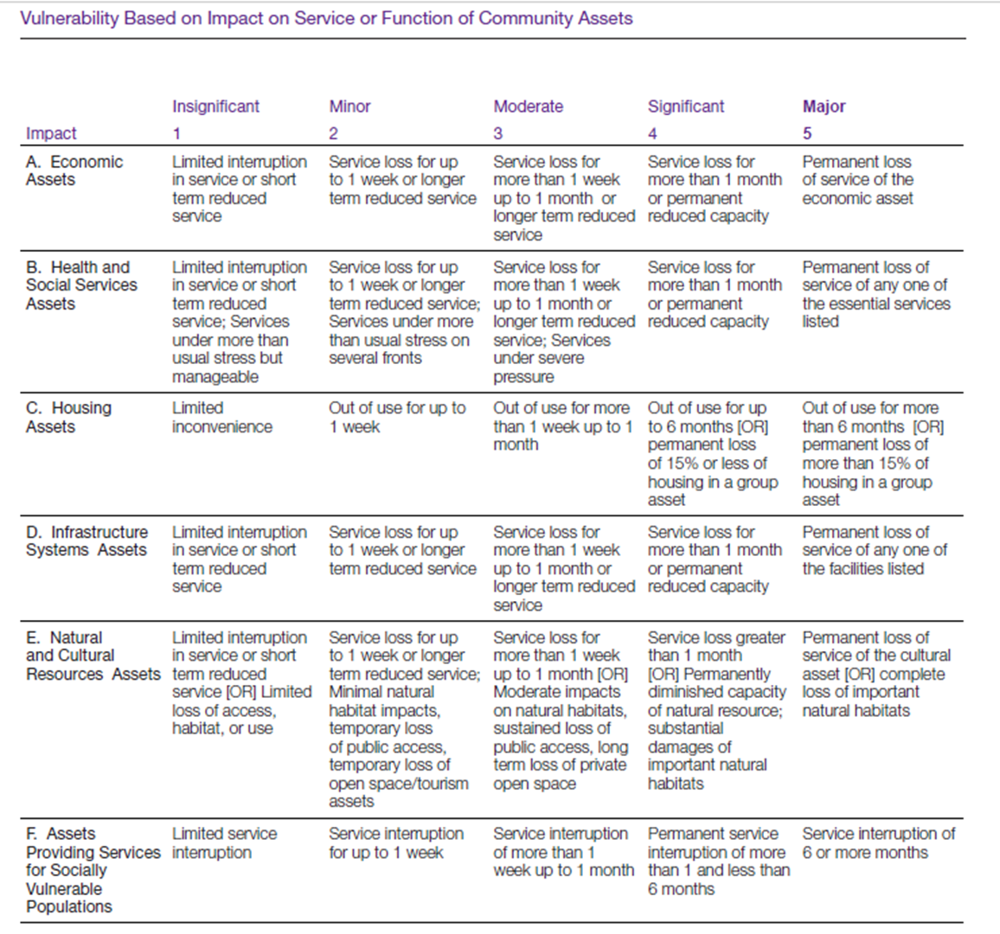 Vulnerability Based on Impact on Service or Function of Community Assets
Insignificant Minor Moderate Significant Major
Impact 1 2 3 4 5
A. Economic
Assets
Limited interruption
in service or short
term reduced
service
Service loss for up
to 1 week or longer
term reduced service
Service loss for
more than 1 week
up to 1 month or
longer term reduced
service
Service loss for
more than 1 month
or permanent
reduced capacity
Permanent loss
of service of the
economic asset
B. Health and
Social Services
Assets
Limited interruption
in service or short
term reduced
service; Services
under more than
usual stress but
manageable
Service loss for up
to 1 week or longer
term reduced service;
Services under more
than usual stress on
several fronts
Service loss for
more than 1 week
up to 1 month or
longer term reduced
service; Services
under severe
pressure
Service loss for
more than 1 month
or permanent
reduced capacity
Permanent loss of
service of any one of
the essential services
listed
C. Housing
Assets
Limited
inconvenience
Out of use for up to
1 week
Out of use for more
than 1 week up to 1
month
Out of use for up
to 6 months [OR]
permanent loss
of 15% or less of
housing in a group
asset
Out of use for more
than 6 months [OR]
permanent loss of
more than 15% of
housing in a group
asset
D. Infrastructure
Systems Assets
Limited interruption
in service or short
term reduced
service
Service loss for up
to 1 week or longer
term reduced service
Service loss for
more than 1 week
up to 1 month or
longer term reduced
service
Service loss for
more than 1 month
or permanent
reduced capacity
Permanent loss of
service of any one of
the facilities listed
E. Natural
and Cultural
Resources Assets
Limited interruption
in service or short
term reduced
service [OR] Limited
loss of access,
habitat, or use
Service loss for up
to 1 week or longer
term reduced service;
Minimal natural
habitat impacts,
temporary loss
of public access,
temporary loss of
open space/tourism
assets
Service loss for
more than 1 week
up to 1 month [OR]
Moderate impacts
on natural habitats,
sustained loss of
public access, long
term loss of private
open space
Service loss greater
than 1 month
[OR] Permanently
diminished capacity
of natural resource;
substantial
damages of
important natural
habitats
Permanent loss of
service of the cultural
asset [OR] complete
loss of important
natural habitats
F. Assets
Providing Services
for Socially
Vulnerable
Populations
Limited service
interruption
Service interruption
for up to 1 week
Service interruption
of more than 1
week up to 1 month
Permanent service
interruption of more
than 1 and less than
6 months
Service interruption of
6 or more months